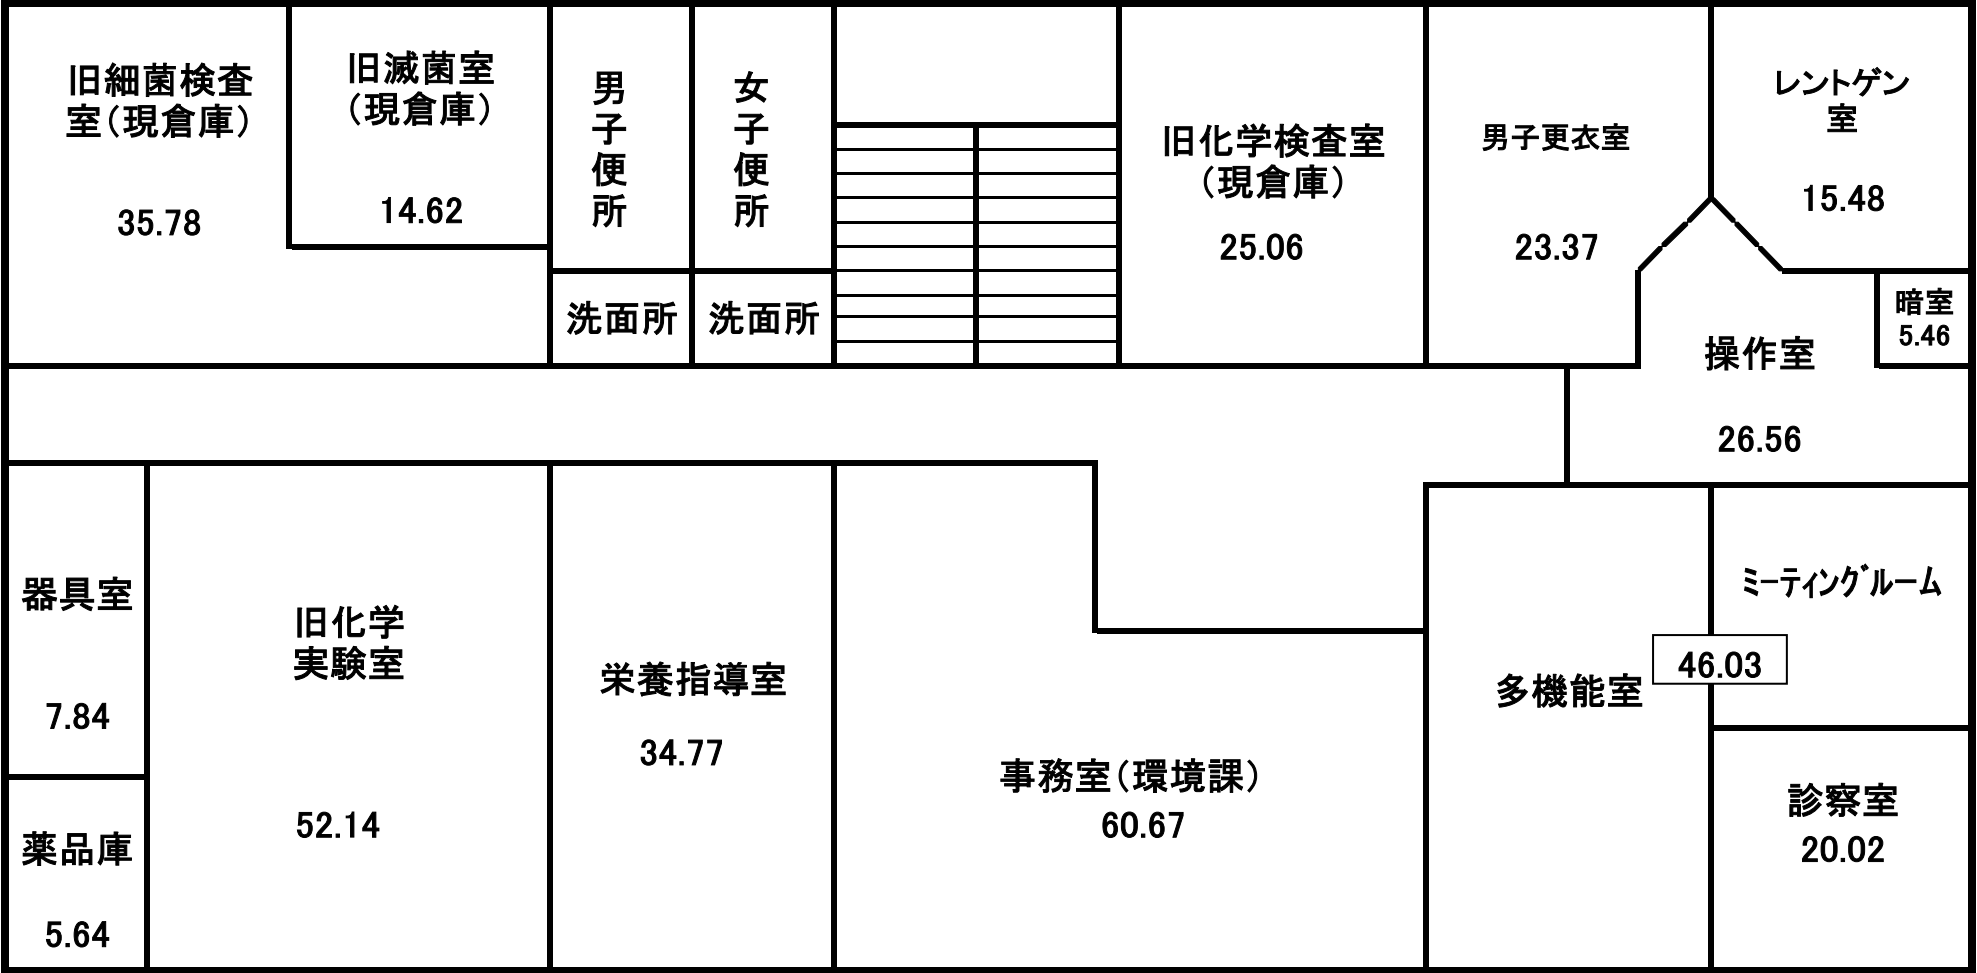 旧細菌検査
室（現倉庫）
35.78
旧滅菌室
（現倉庫）
14.62
男子便所
女子便所
洗面所
洗面所
旧化学検査室
（現倉庫）
25.06
男子更衣室
23.37
レントゲン
室
15.48
暗室
5.46
操作室
26.56
器具室
7.84
薬品庫
5.64
旧化学
実験室
52.14
栄養指導室
34.77
事務室（環境課）
60.67
多機能室
46.03
ﾐｰﾃｨﾝｸﾞﾙｰﾑ
診察室
20.02